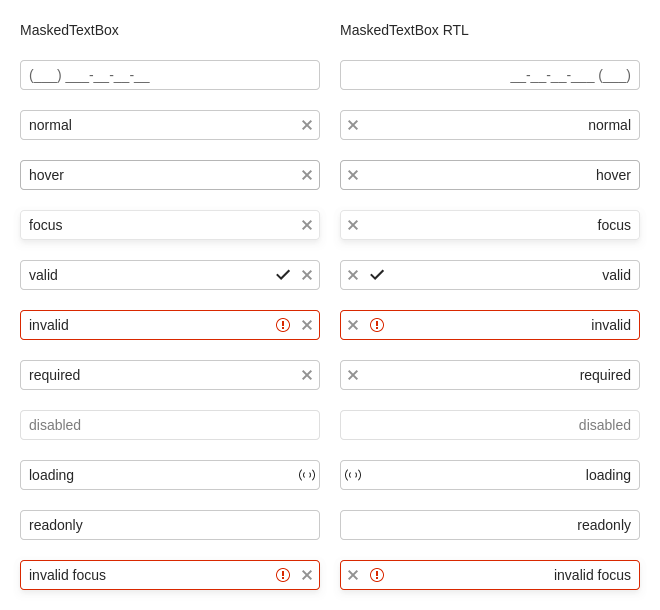 MaskedTextBox MaskedTextBox RTL
(___) ___-__-__-__ __-__-__-___ (___)
normal normal
hover hover
focus focus
valid valid
invalid invalid
required required
disabled disabled
loading loading
readonly readonly
invalid focus invalid focus